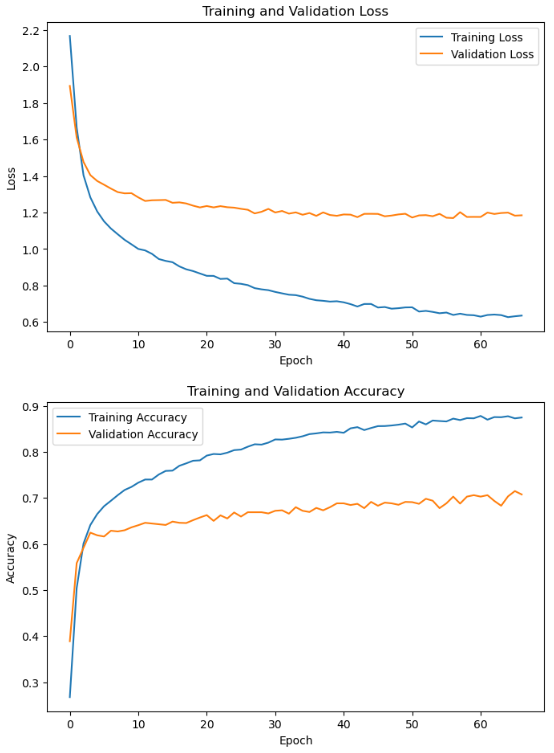 Training and Validation Loss
2.2
2.0
1.8
1.6
1.4
1.2
1.0
0.8
0.6
Loss
Training Loss
Validation Loss
0 10 20 30 40 50 60
Epoch
Training and Validation Accuracy
0.9
0.8
0.7
0.6
0.5
0.4
0.3
Accuracy
Training Accuracy
Validation Accuracy
0 10 20 30 40 50 60
Epoch